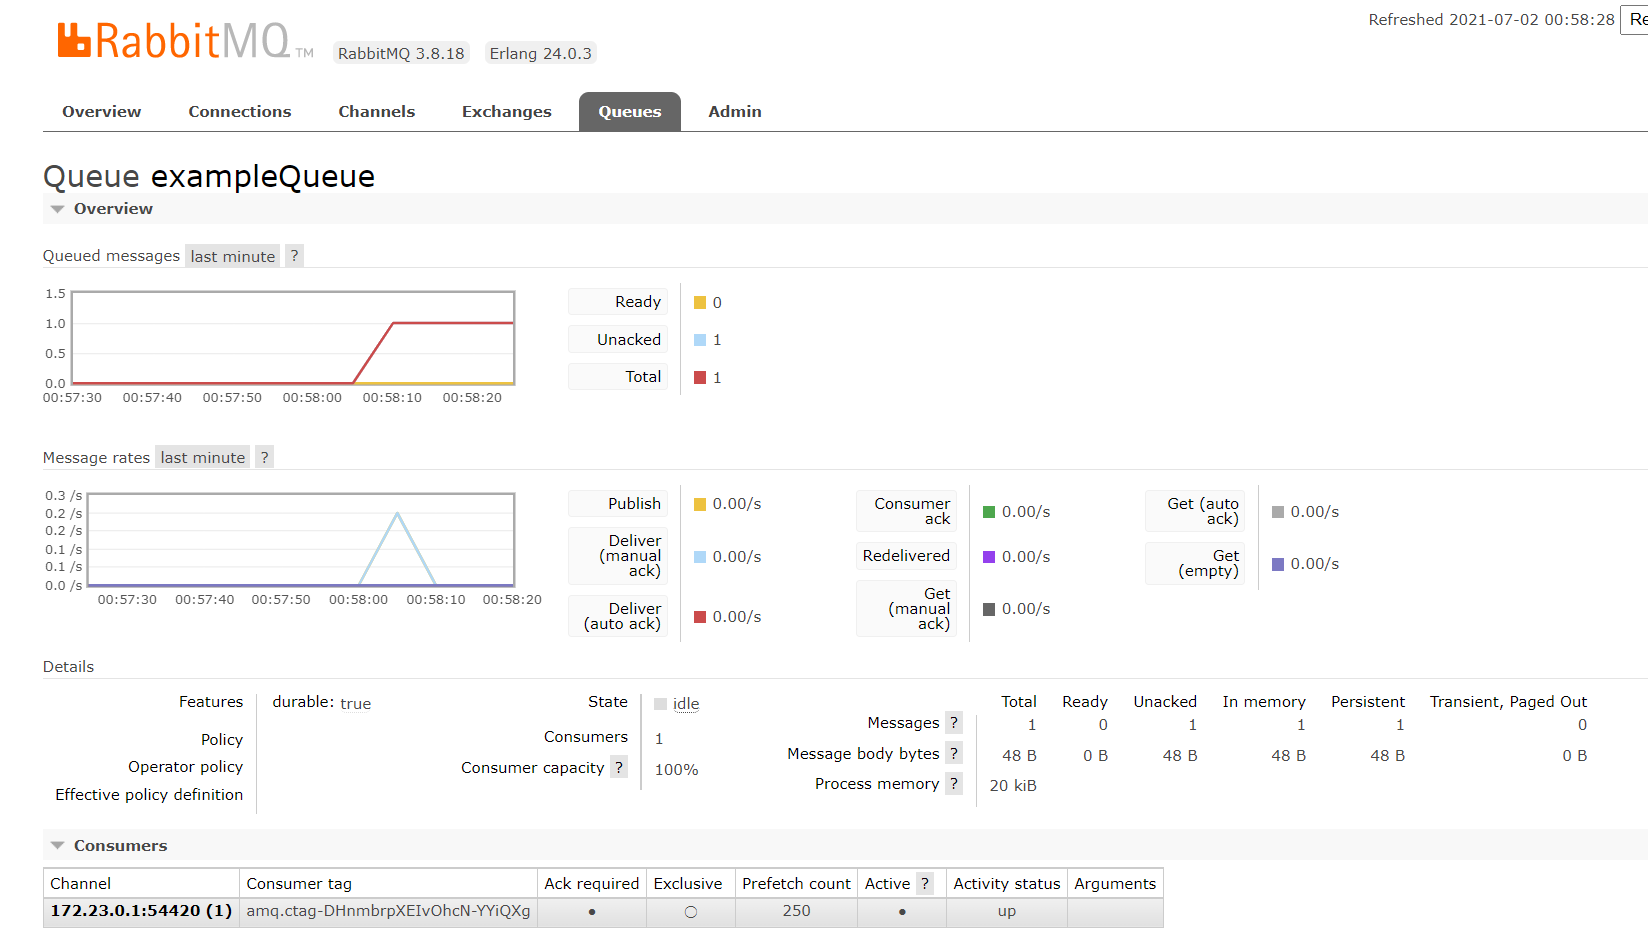 Refreshed 2021-07-02 00:58:28 Re
RabbitMQ TM RabbitMQ 3.8.18 Erlang 24.0.3
Overview Connections Channels Exchanges Queues Admin
Queue exampleQueue
Overview
Queued messages last minute ?
1.5
1.0
0.5
0.0
00:57:30 00:57:40 00:57:50 00:58:00 00:58:10 00:58:20
Ready 0
Unacked 1
Total 1
Message rates last minute ?
0.3 /s
0.2 /s
0.2 /s
0.1 /s
0.1 /s
0.0 /s
00:57:30 00:57:40 00:57:50 00:58:00 00:58:10 00:58:20
Publish 0.00/s
Deliver
(manual 0.00/s
ack)
Deliver
(auto ack) 0.00/s
Consumer
ack 0.00/s
Redelivered 0.00/s
Get
(manual 0.00/s
ack)
Get (auto
ack) 0.00/s
Get
(empty) 0.00/s
Details
Features durable: true
Policy
Operator policy
Effective policy definition
State idle
Consumers 1
Consumer capacity ? 100%
Total Ready Unacked In memory Persistent Transient, Paged Out
Messages ? 1 0 1 1 1 0
Message body bytes ? 48 B 0 B 48 B 48 B 48 B 0 B
Process memory ? 20 kiB
Consumers
Channel Consumer tag Ack required Exclusive Prefetch count Active ? Activity status Arguments
172.23.0.1:54420 (1) amq.ctag-DHnmbrpXEIvOhcN-YYiQXg ● ○ 250 ● up